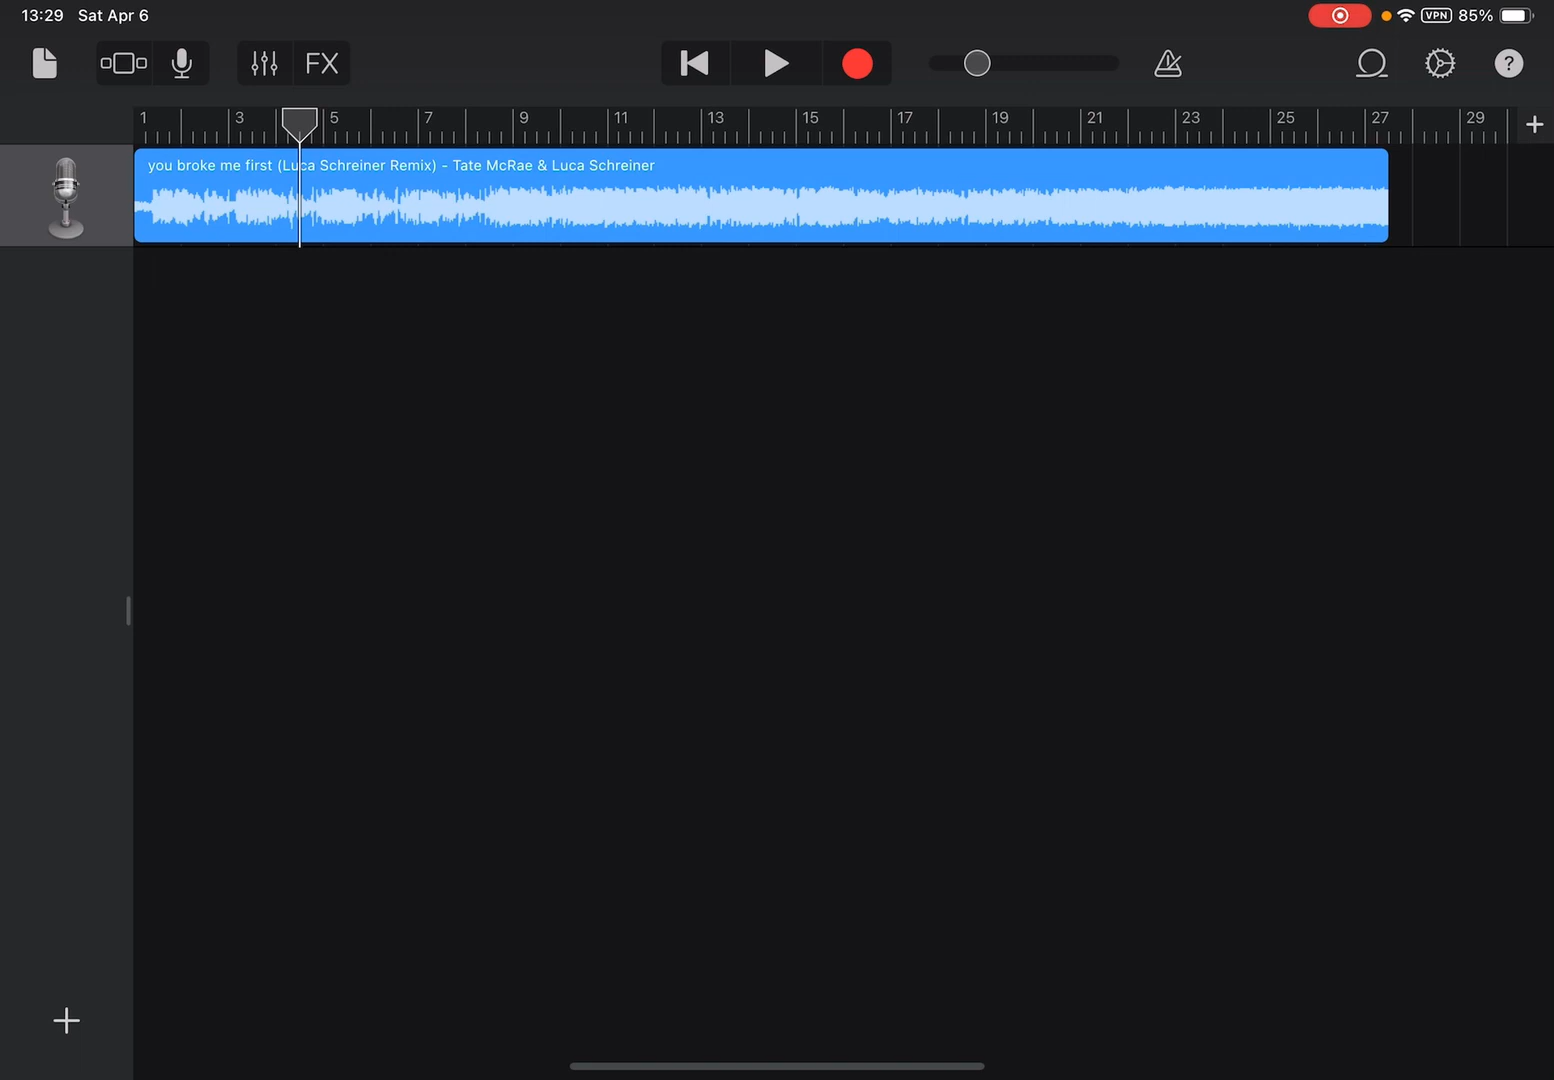 13:29 Sat Apr 6
VPN 85%
FX
?
1 3 5 7 9 11 13 15 17 19 21 23 25 27 29
you broke me first (Luca Schreiner Remix) - Tate McRae & Luca Schreiner